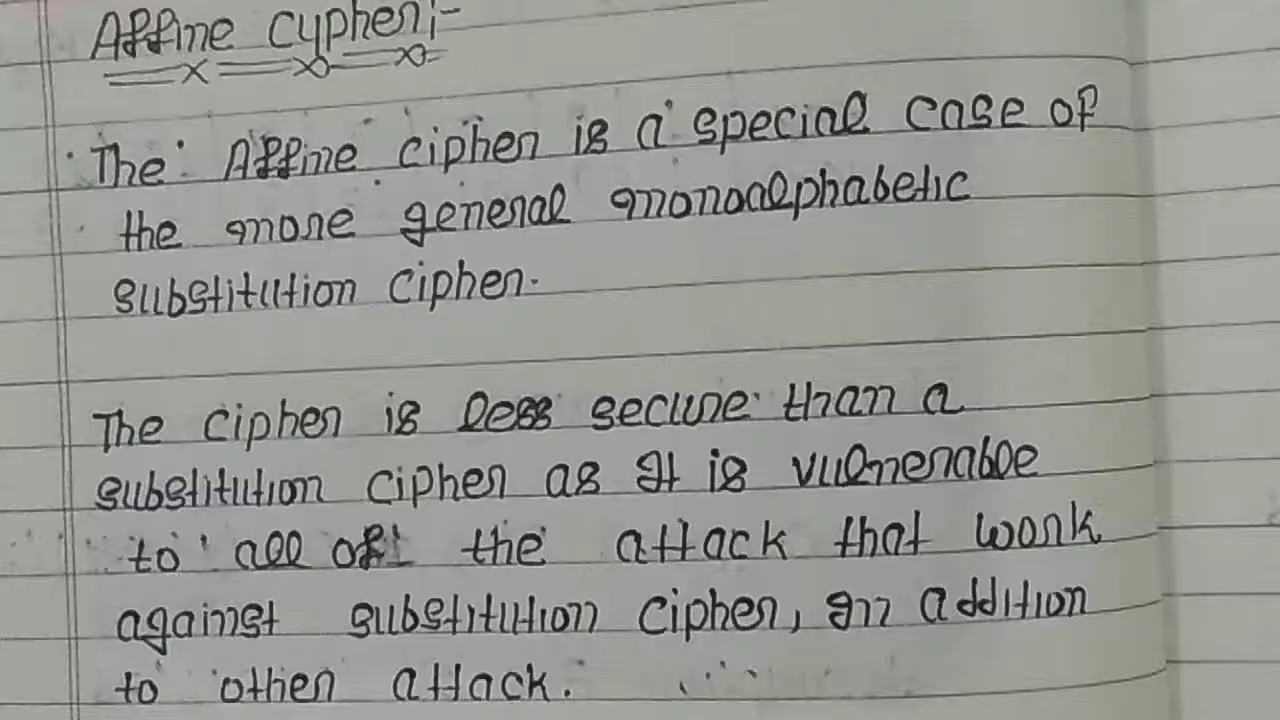 Affine Cypher:-
The Affine cipher is a special case of
the more general monoalphabetic
substitution cipher.
The cipher is less secure than a
substitution cipher as It is vulnerable
to all of the attack that work
against substitution cipher, In addition
to other attack.